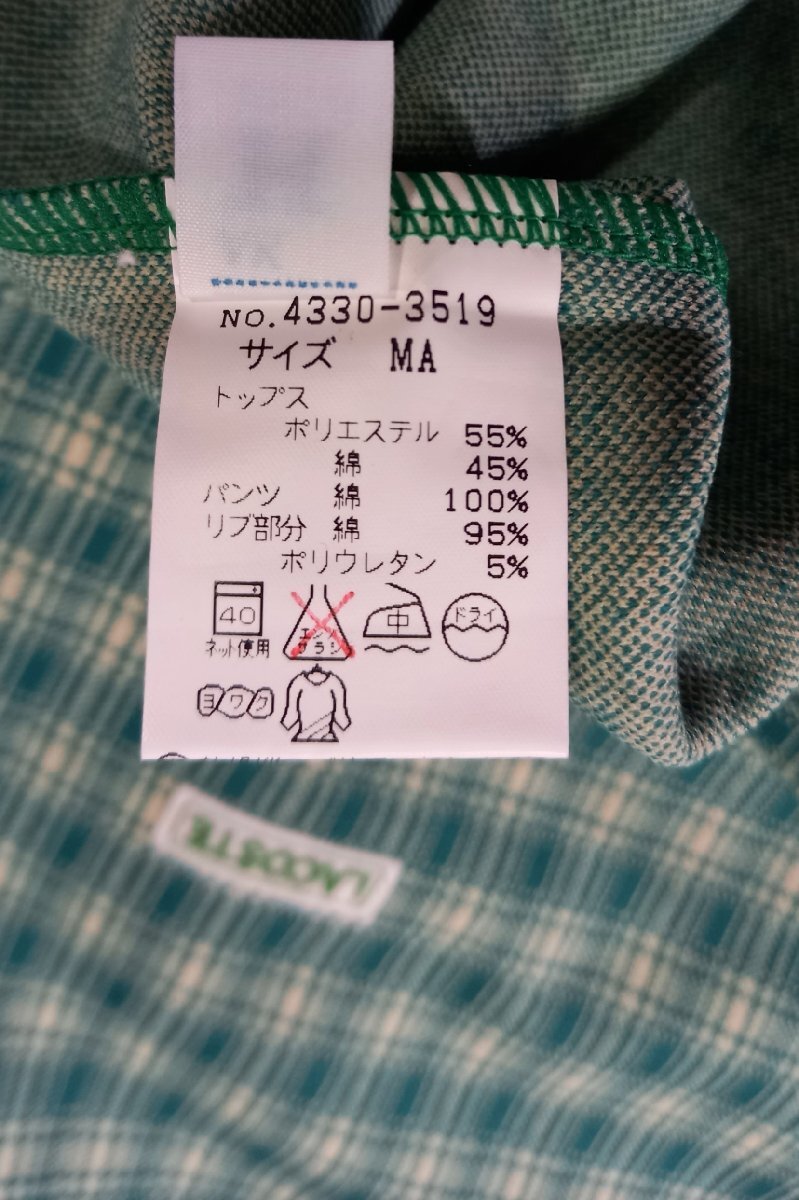 NO.4330-3519
サイズ MA
トップス
ポリエステル 55%
綿 45%
パンツ 綿 100%
リブ部分 綿 95%
ポリウレタン 5%
40
ネット使用
エンソ
サラシ
中
ドライ
ヨワク
LACOSTE